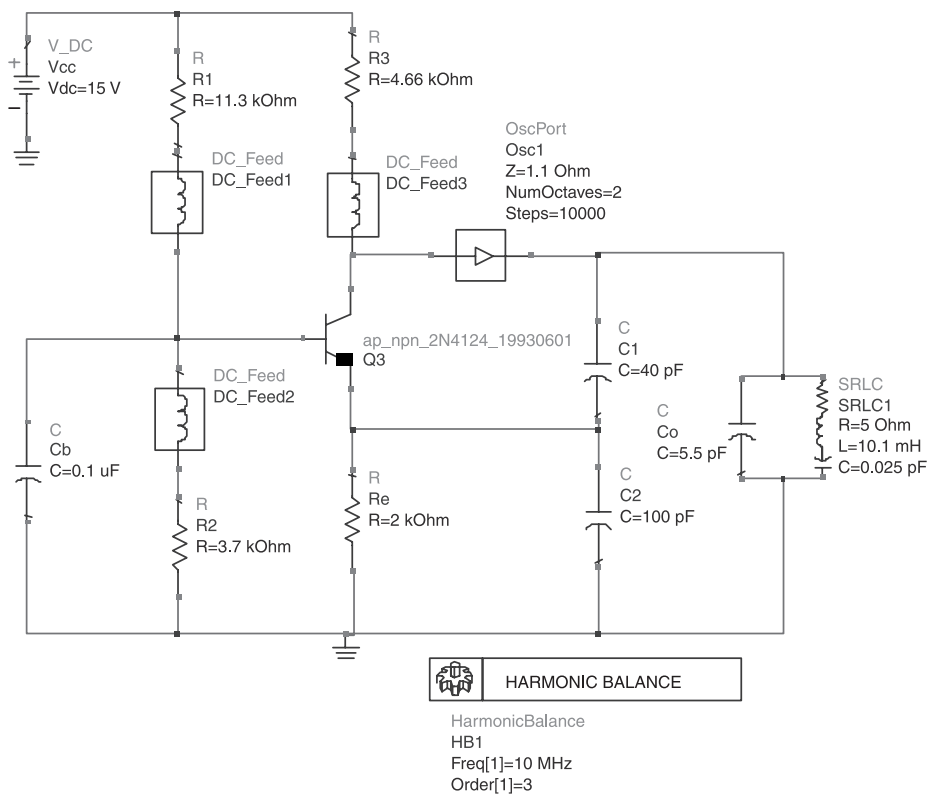 V_DC
Vcc
Vdc=15 V
+
−
R
R1
R=11.3 kOhm
R
R3
R=4.66 kOhm
DC_Feed
DC_Feed1
DC_Feed
DC_Feed3
OscPort
Osc1
Z=1.1 Ohm
NumOctaves=2
Steps=10000
ap_npn_2N4124_19930601
Q3
DC_Feed
DC_Feed2
C
Cb
C=0.1 uF
R
R2
R=3.7 kOhm
R
Re
R=2 kOhm
C
C1
C=40 pF
C
C2
C=100 pF
C
Co
C=5.5 pF
SRLC
SRLC1
R=5 Ohm
L=10.1 mH
C=0.025 pF
HARMONIC BALANCE
HarmonicBalance
HB1
Freq[1]=10 MHz
Order[1]=3